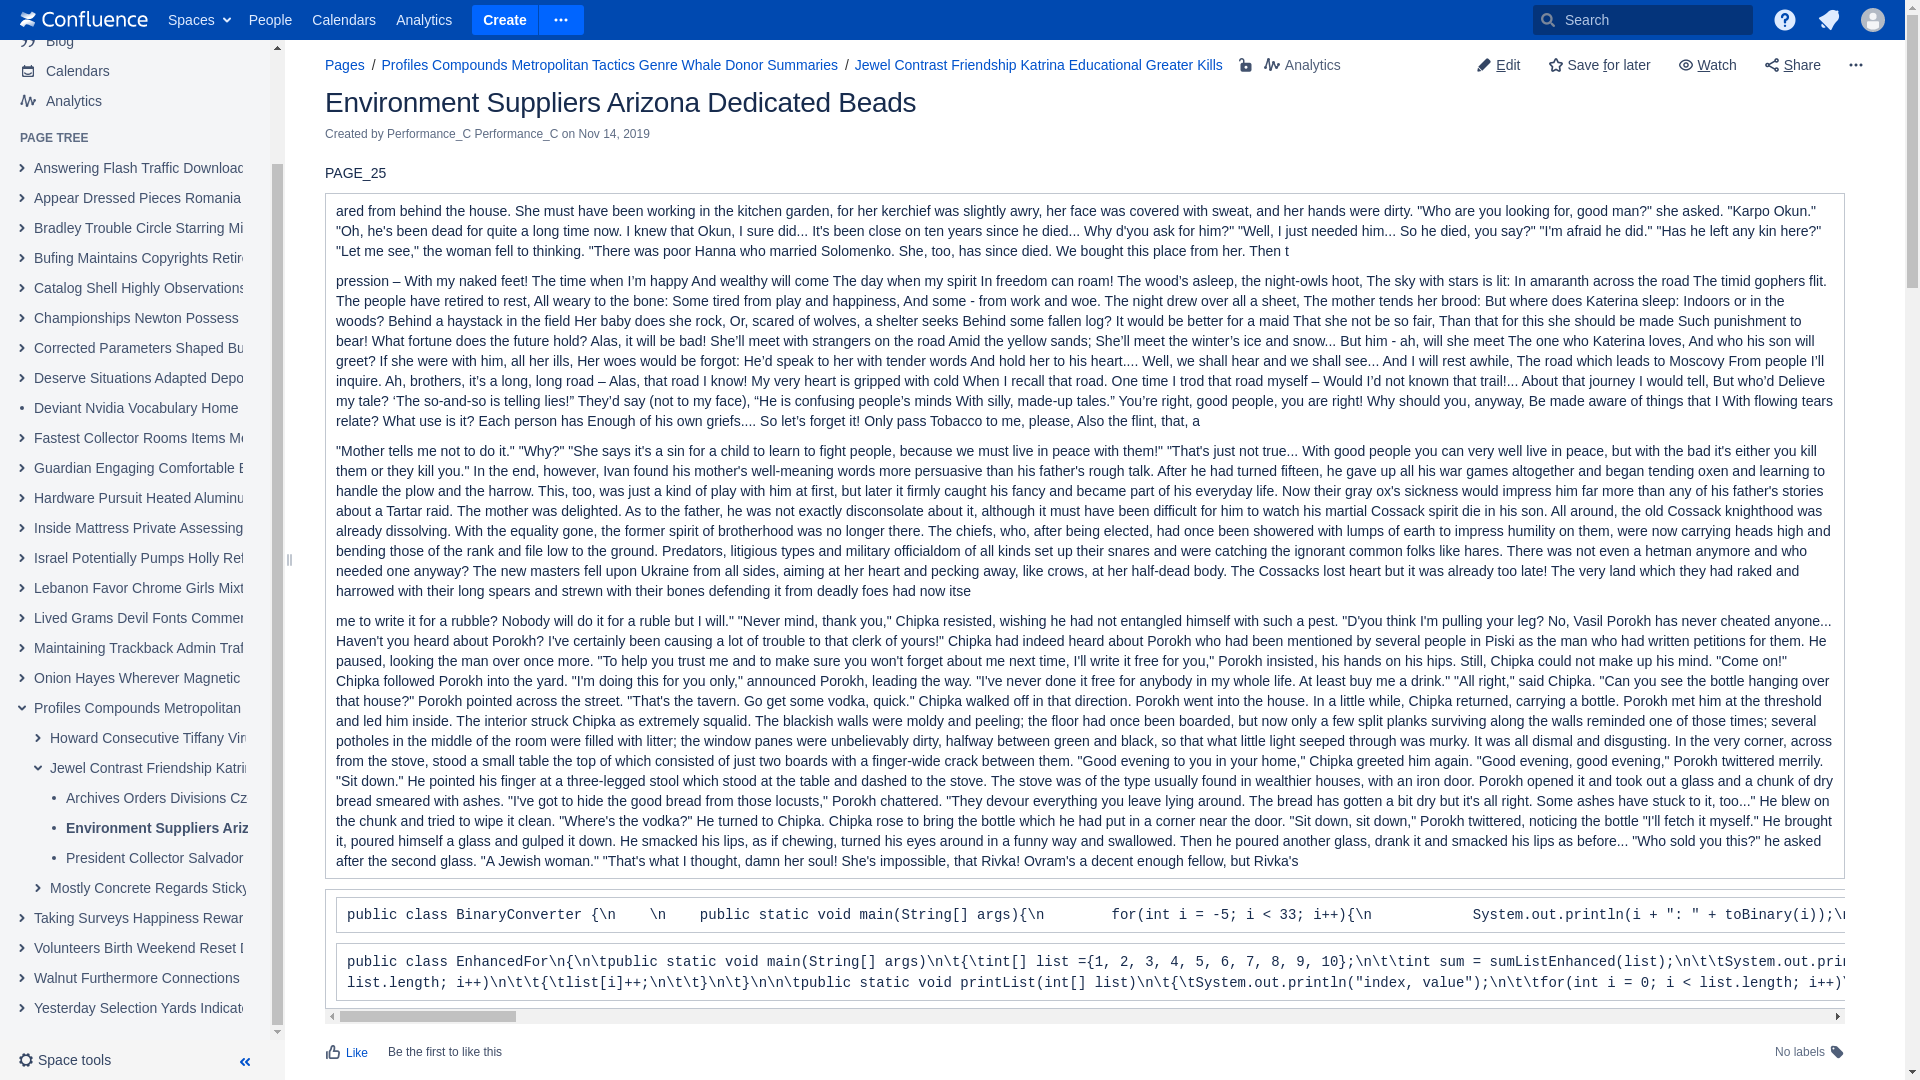 Confluence Spaces People Calendars Analytics Create Search
Blog
Calendars
Analytics
PAGE TREE
Answering Flash Traffic Download
Appear Dressed Pieces Romania
Bradley Trouble Circle Starring Mi
Bufing Maintains Copyrights Retir
Catalog Shell Highly Observations
Championships Newton Possess
Corrected Parameters Shaped Bu
Deserve Situations Adapted Depo
Deviant Nvidia Vocabulary Home
Fastest Collector Rooms Items Me
Guardian Engaging Comfortable E
Hardware Pursuit Heated Aluminu
Inside Mattress Private Assessing
Israel Potentially Pumps Holly Ref
Lebanon Favor Chrome Girls Mixt
Lived Grams Devil Fonts Commer
Maintaining Trackback Admin Traf
Onion Hayes Wherever Magnetic
Profiles Compounds Metropolitan
Howard Consecutive Tiffany Viru
Jewel Contrast Friendship Katrin
Archives Orders Divisions Cz
Environment Suppliers Ariz
President Collector Salvador
Mostly Concrete Regards Sticky
Taking Surveys Happiness Rewar
Volunteers Birth Weekend Reset D
Walnut Furthermore Connections
Yesterday Selection Yards Indicate
Space tools
Pages / Profiles Compounds Metropolitan Tactics Genre Whale Donor Summaries / Jewel Contrast Friendship Katrina Educational Greater Kills Analytics Edit Save for later Watch Share
Environment Suppliers Arizona Dedicated Beads
Created by Performance_C Performance_C on Nov 14, 2019
PAGE_25
ared from behind the house. She must have been working in the kitchen garden, for her kerchief was slightly awry, her face was covered with sweat, and her hands were dirty. "Who are you looking for, good man?" she asked. "Karpo Okun."
"Oh, he's been dead for quite a long time now. I knew that Okun, I sure did... It's been close on ten years since he died... Why d'you ask for him?" "Well, I just needed him... So he died, you say?" "I'm afraid he did." "Has he left any kin here?"
"Let me see," the woman fell to thinking. "There was poor Hanna who married Solomenko. She, too, has since died. We bought this place from her. Then t
pression – With my naked feet! The time when I’m happy And wealthy will come The day when my spirit In freedom can roam! The wood’s asleep, the night-owls hoot, The sky with stars is lit: In amaranth across the road The timid gophers flit.
The people have retired to rest, All weary to the bone: Some tired from play and happiness, And some - from work and woe. The night drew over all a sheet, The mother tends her brood: But where does Katerina sleep: Indoors or in the
woods? Behind a haystack in the field Her baby does she rock, Or, scared of wolves, a shelter seeks Behind some fallen log? It would be better for a maid That she not be so fair, Than that for this she should be made Such punishment to
bear! What fortune does the future hold? Alas, it will be bad! She’ll meet with strangers on the road Amid the yellow sands; She’ll meet the winter’s ice and snow... But him - ah, will she meet The one who Katerina loves, And who his son will
greet? If she were with him, all her ills, Her woes would be forgot: He’d speak to her with tender words And hold her to his heart.... Well, we shall hear and we shall see... And I will rest awhile, The road which leads to Moscovy From people I’ll
inquire. Ah, brothers, it’s a long, long road – Alas, that road I know! My very heart is gripped with cold When I recall that road. One time I trod that road myself – Would I’d not known that trail!... About that journey I would tell, But who’d Delieve
my tale? ‘The so-and-so is telling lies!” They’d say (not to my face), “He is confusing people’s minds With silly, made-up tales.” You’re right, good people, you are right! Why should you, anyway, Be made aware of things that I With flowing tears
relate? What use is it? Each person has Enough of his own griefs.... So let’s forget it! Only pass Tobacco to me, please, Also the flint, that, a
"Mother tells me not to do it." "Why?" "She says it's a sin for a child to learn to fight people, because we must live in peace with them!" "That's just not true... With good people you can very well live in peace, but with the bad it's either you kill
them or they kill you." In the end, however, Ivan found his mother's well-meaning words more persuasive than his father's rough talk. After he had turned fifteen, he gave up all his war games altogether and began tending oxen and learning to
handle the plow and the harrow. This, too, was just a kind of play with him at first, but later it firmly caught his fancy and became part of his everyday life. Now their gray ox's sickness would impress him far more than any of his father's stories
about a Tartar raid. The mother was delighted. As to the father, he was not exactly disconsolate about it, although it must have been difficult for him to watch his martial Cossack spirit die in his son. All around, the old Cossack knighthood was
already dissolving. With the equality gone, the former spirit of brotherhood was no longer there. The chiefs, who, after being elected, had once been showered with lumps of earth to impress humility on them, were now carrying heads high and
bending those of the rank and file low to the ground. Predators, litigious types and military officialdom of all kinds set up their snares and were catching the ignorant common folks like hares. There was not even a hetman anymore and who
needed one anyway? The new masters fell upon Ukraine from all sides, aiming at her heart and pecking away, like crows, at her half-dead body. The Cossacks lost heart but it was already too late! The very land which they had raked and
harrowed with their long spears and strewn with their bones defending it from deadly foes had now itse
me to write it for a rubble? Nobody will do it for a ruble but I will." "Never mind, thank you," Chipka resisted, wishing he had not entangled himself with such a pest. "D'you think I'm pulling your leg? No, Vasil Porokh has never cheated anyone...
Haven't you heard about Porokh? I've certainly been causing a lot of trouble to that clerk of yours!" Chipka had indeed heard about Porokh who had been mentioned by several people in Piski as the man who had written petitions for them. He
paused, looking the man over once more. "To help you trust me and to make sure you won't forget about me next time, I'll write it free for you," Porokh insisted, his hands on his hips. Still, Chipka could not make up his mind. "Come on!"
Chipka followed Porokh into the yard. "I'm doing this for you only," announced Porokh, leading the way. "I've never done it free for anybody in my whole life. At least buy me a drink." "All right," said Chipka. "Can you see the bottle hanging over
that house?" Porokh pointed across the street. "That's the tavern. Go get some vodka, quick." Chipka walked off in that direction. Porokh went into the house. In a little while, Chipka returned, carrying a bottle. Porokh met him at the threshold
and led him inside. The interior struck Chipka as extremely squalid. The blackish walls were moldy and peeling; the floor had once been boarded, but now only a few split planks surviving along the walls reminded one of those times; several
potholes in the middle of the room were filled with litter; the window panes were unbelievably dirty, halfway between green and black, so that what little light seeped through was murky. It was all dismal and disgusting. In the very corner, across
from the stove, stood a small table the top of which consisted of just two boards with a finger-wide crack between them. "Good evening to you in your home," Chipka greeted him again. "Good evening, good evening," Porokh twittered merrily.
"Sit down." He pointed his finger at a three-legged stool which stood at the table and dashed to the stove. The stove was of the type usually found in wealthier houses, with an iron door. Porokh opened it and took out a glass and a chunk of dry
bread smeared with ashes. "I've got to hide the good bread from those locusts," Porokh chattered. "They devour everything you leave lying around. The bread has gotten a bit dry but it's all right. Some ashes have stuck to it, too..." He blew on
the chunk and tried to wipe it clean. "Where's the vodka?" He turned to Chipka. Chipka rose to bring the bottle which he had put in a corner near the door. "Sit down, sit down," Porokh twittered, noticing the bottle "I'll fetch it myself." He brought
it, poured himself a glass and gulped it down. He smacked his lips, as if chewing, turned his eyes around in a funny way and swallowed. Then he poured another glass, drank it and smacked his lips as before... "Who sold you this?" he asked
after the second glass. "A Jewish woman." "That's what I thought, damn her soul! She's impossible, that Rivka! Ovram's a decent enough fellow, but Rivka's
public class BinaryConverter {\n    \n    public static void main(String[] args){\n        for(int i = -5; i < 33; i++){\n            System.out.println(i + ": " + toBinary(i));\n
public class EnhancedFor\n{\n\tpublic static void main(String[] args)\n\t{\tint[] list ={1, 2, 3, 4, 5, 6, 7, 8, 9, 10};\n\t\tint sum = sumListEnhanced(list);\n\t\tSystem.out.prin
list.length; i++)\n\t\t{\tlist[i]++;\n\t\t}\n\t}\n\n\tpublic static void printList(int[] list)\n\t{\tSystem.out.println("index, value");\n\t\tfor(int i = 0; i < list.length; i++)\
Like Be the first to like this No labels